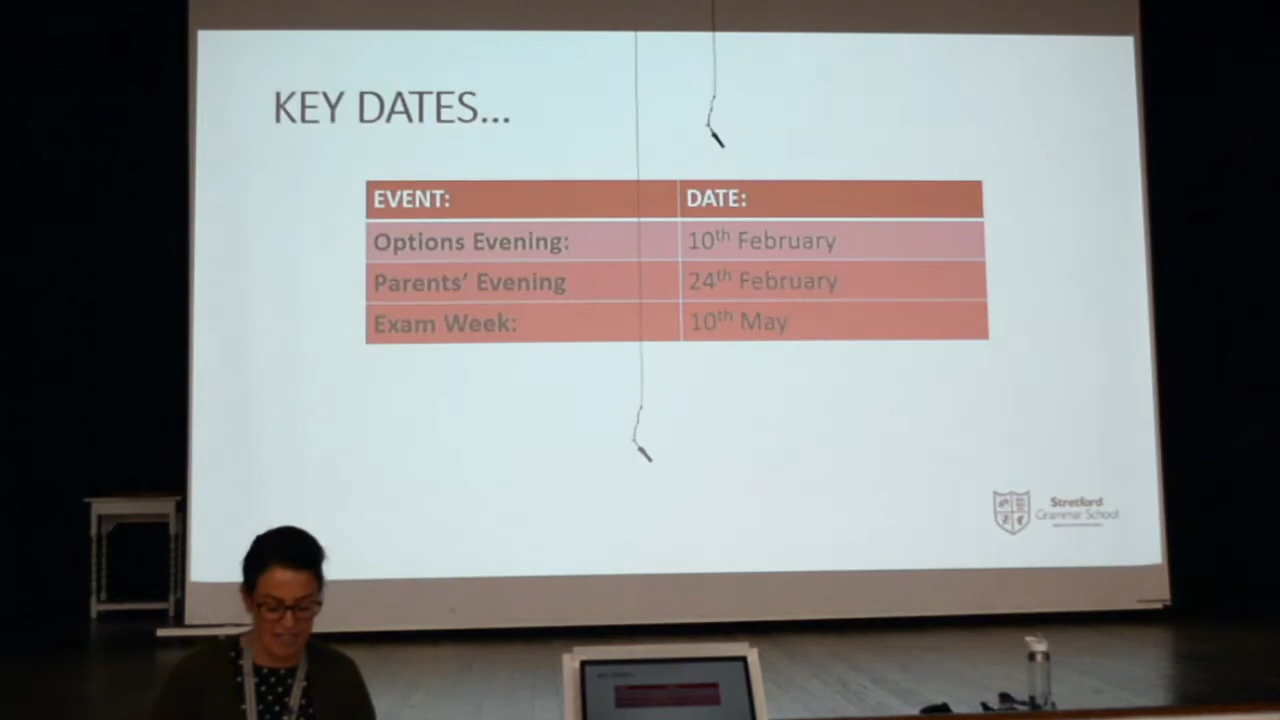 KEY DATES...
EVENT: DATE:
Options Evening: 10th February
Parents' Evening 24th February
Exam Week: 10th May
Stretford
Grammar School